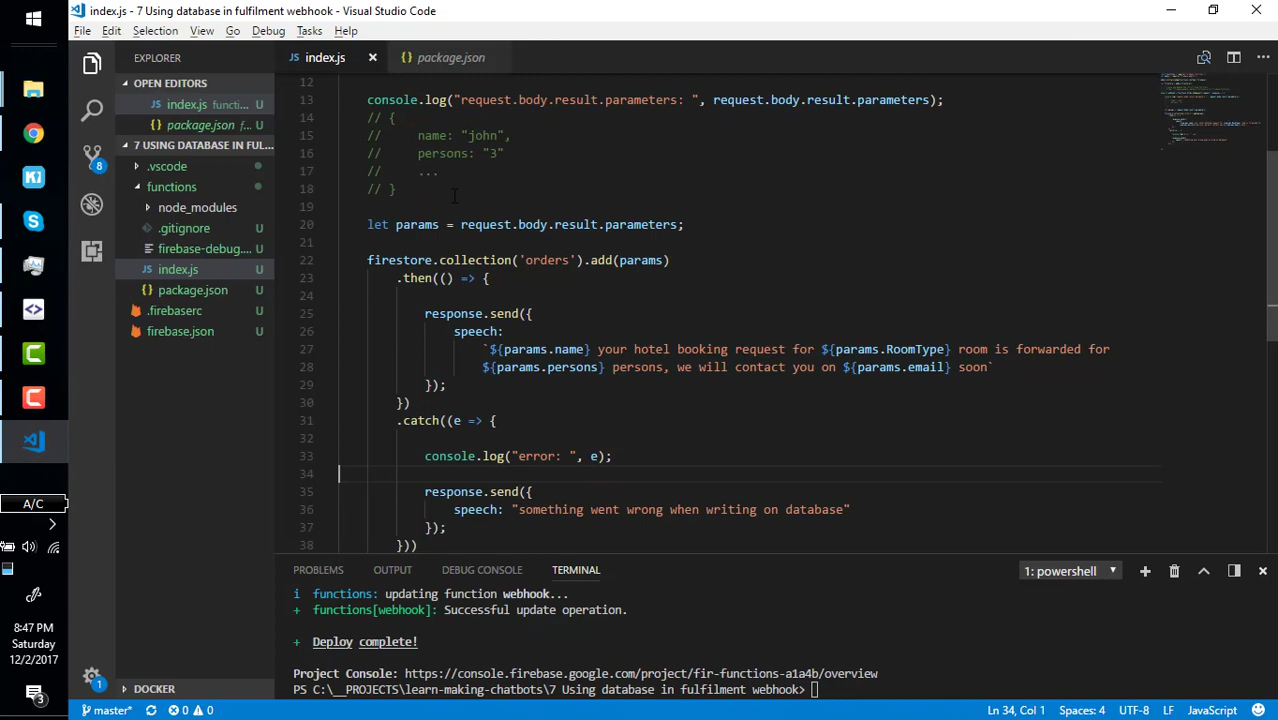 index.js - 7 Using database in fulfilment webhook - Visual Studio Code
File Edit Selection View Go Debug Tasks Help
EXPLORER
OPEN EDITORS
index.js functi... U
package.json f... U
7 USING DATABASE IN FULFIL...
.vscode
functions
node_modules
.gitignore U
firebase-debug.... U
index.js U
package.json U
.firebaserc U
firebase.json U
DOCKER
index.js
{} package.json
12
13 console.log("request.body.result.parameters: ", request.body.result.parameters);
14 // {
15 // name: "john",
16 // persons: "3"
17 // ...
18 // }
19
20 let params = request.body.result.parameters;
21
22 firestore.collection('orders').add(params)
23 .then(() => {
24
25 response.send({
26 speech:
27 `${params.name} your hotel booking request for ${params.RoomType} room is forwarded for
28 ${params.persons} persons, we will contact you on ${params.email} soon`
29 });
30 })
31 .catch((e => {
32
33 console.log("error: ", e);
34
35 response.send({
36 speech: "something went wrong when writing on database"
37 });
38 }))
PROBLEMS OUTPUT DEBUG CONSOLE TERMINAL 1: powershell
i functions: updating function webhook...
+ functions[webhook]: Successful update operation.
+ Deploy complete!
Project Console: https://console.firebase.google.com/project/fir-functions-a1a4b/overview
PS C:\__PROJECTS\learn-making-chatbots\7 Using database in fulfilment webhook>
master* 0 0 Ln 34, Col 1 Spaces: 4 UTF-8 LF JavaScript
8
1
A/C
8:47 PM
Saturday
12/2/2017
3